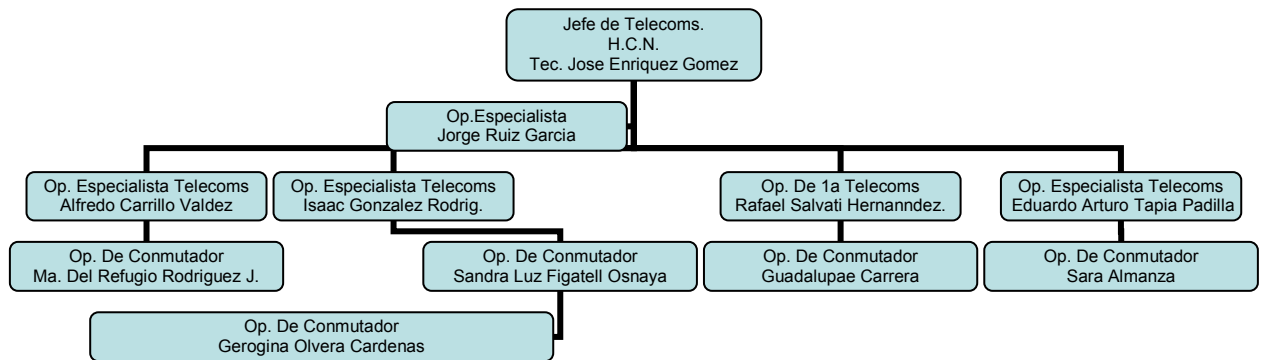 Jefe de Telecoms.
H.C.N.
Tec. Jose Enriquez Gomez
Op.Especialista
Jorge Ruiz Garcia
Op. Especialista Telecoms
Alfredo Carrillo Valdez
Op. Especialista Telecoms
Isaac Gonzalez Rodrig.
Op. De 1a Telecoms
Rafael Salvati Hernanndez.
Op. Especialista Telecoms
Eduardo Arturo Tapia Padilla
Op. De Conmutador
Ma. Del Refugio Rodriguez J.
Op. De Conmutador
Sandra Luz Figatell Osnaya
Op. De Conmutador
Guadalupae Carrera
Op. De Conmutador
Sara Almanza
Op. De Conmutador
Gerogina Olvera Cardenas